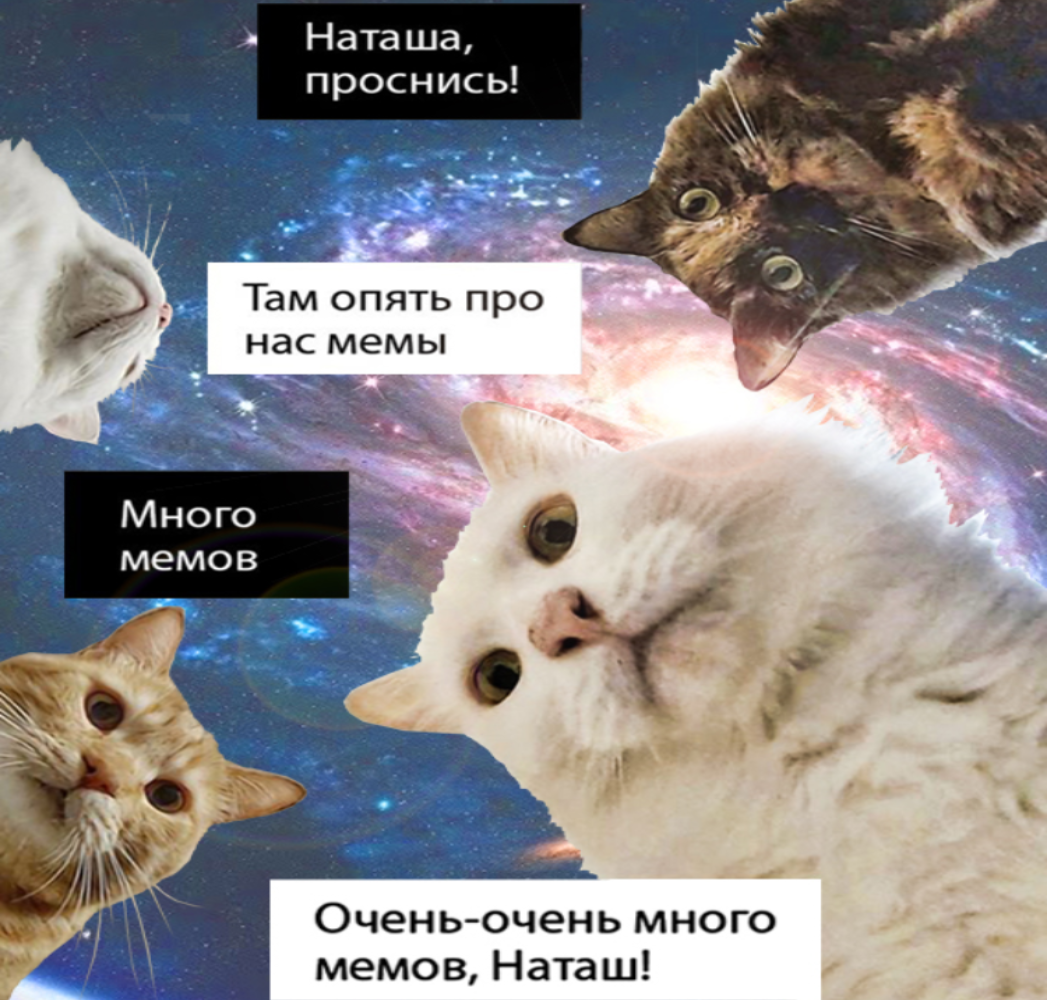 Наташа,
проснись!
Там опять про
нас мемы
Много
мемов
Очень-очень много
мемов, Наташ!